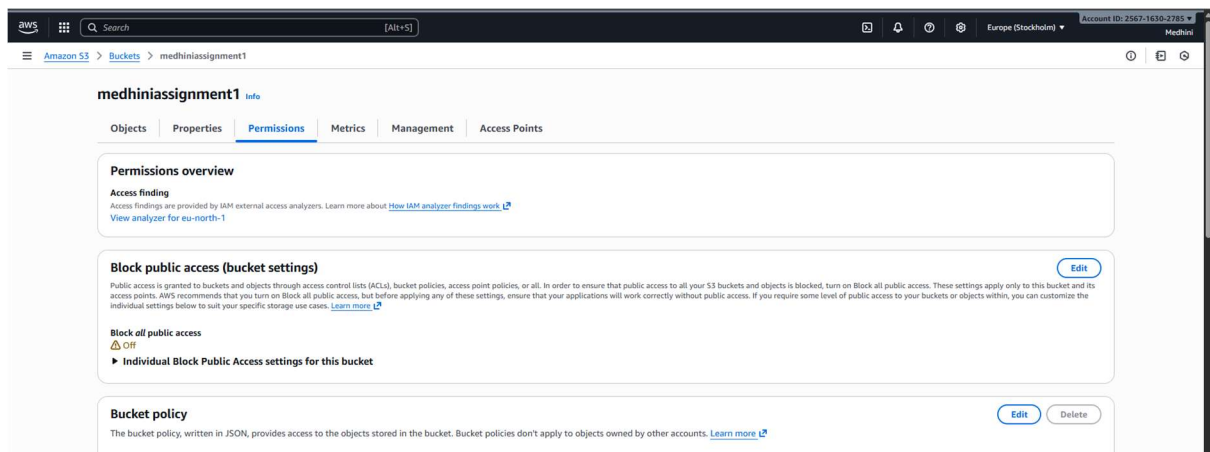 aws
Search
[Alt+S]
Europe (Stockholm) ▼
Account ID: 2567-1630-2785 ▼
Medhini
Amazon S3 > Buckets > medhiniassignment1
medhiniassignment1 Info
Objects
Properties
Permissions
Metrics
Management
Access Points
Permissions overview
Access finding
Access findings are provided by IAM external access analyzers. Learn more about How IAM analyzer findings work
View analyzer for eu-north-1
Block public access (bucket settings)
Edit
Public access is granted to buckets and objects through access control lists (ACLs), bucket policies, access point policies, or all. In order to ensure that public access to all your S3 buckets and objects is blocked, turn on Block all public access. These settings apply only to this bucket and its
access points. AWS recommends that you turn on Block all public access, but before applying any of these settings, ensure that your applications will work correctly without public access. If you require some level of public access to your buckets or objects within, you can customize the
individual settings below to suit your specific storage use cases. Learn more
Block all public access
Off
Individual Block Public Access settings for this bucket
Bucket policy
Edit
Delete
The bucket policy, written in JSON, provides access to the objects stored in the bucket. Bucket policies don't apply to objects owned by other accounts. Learn more